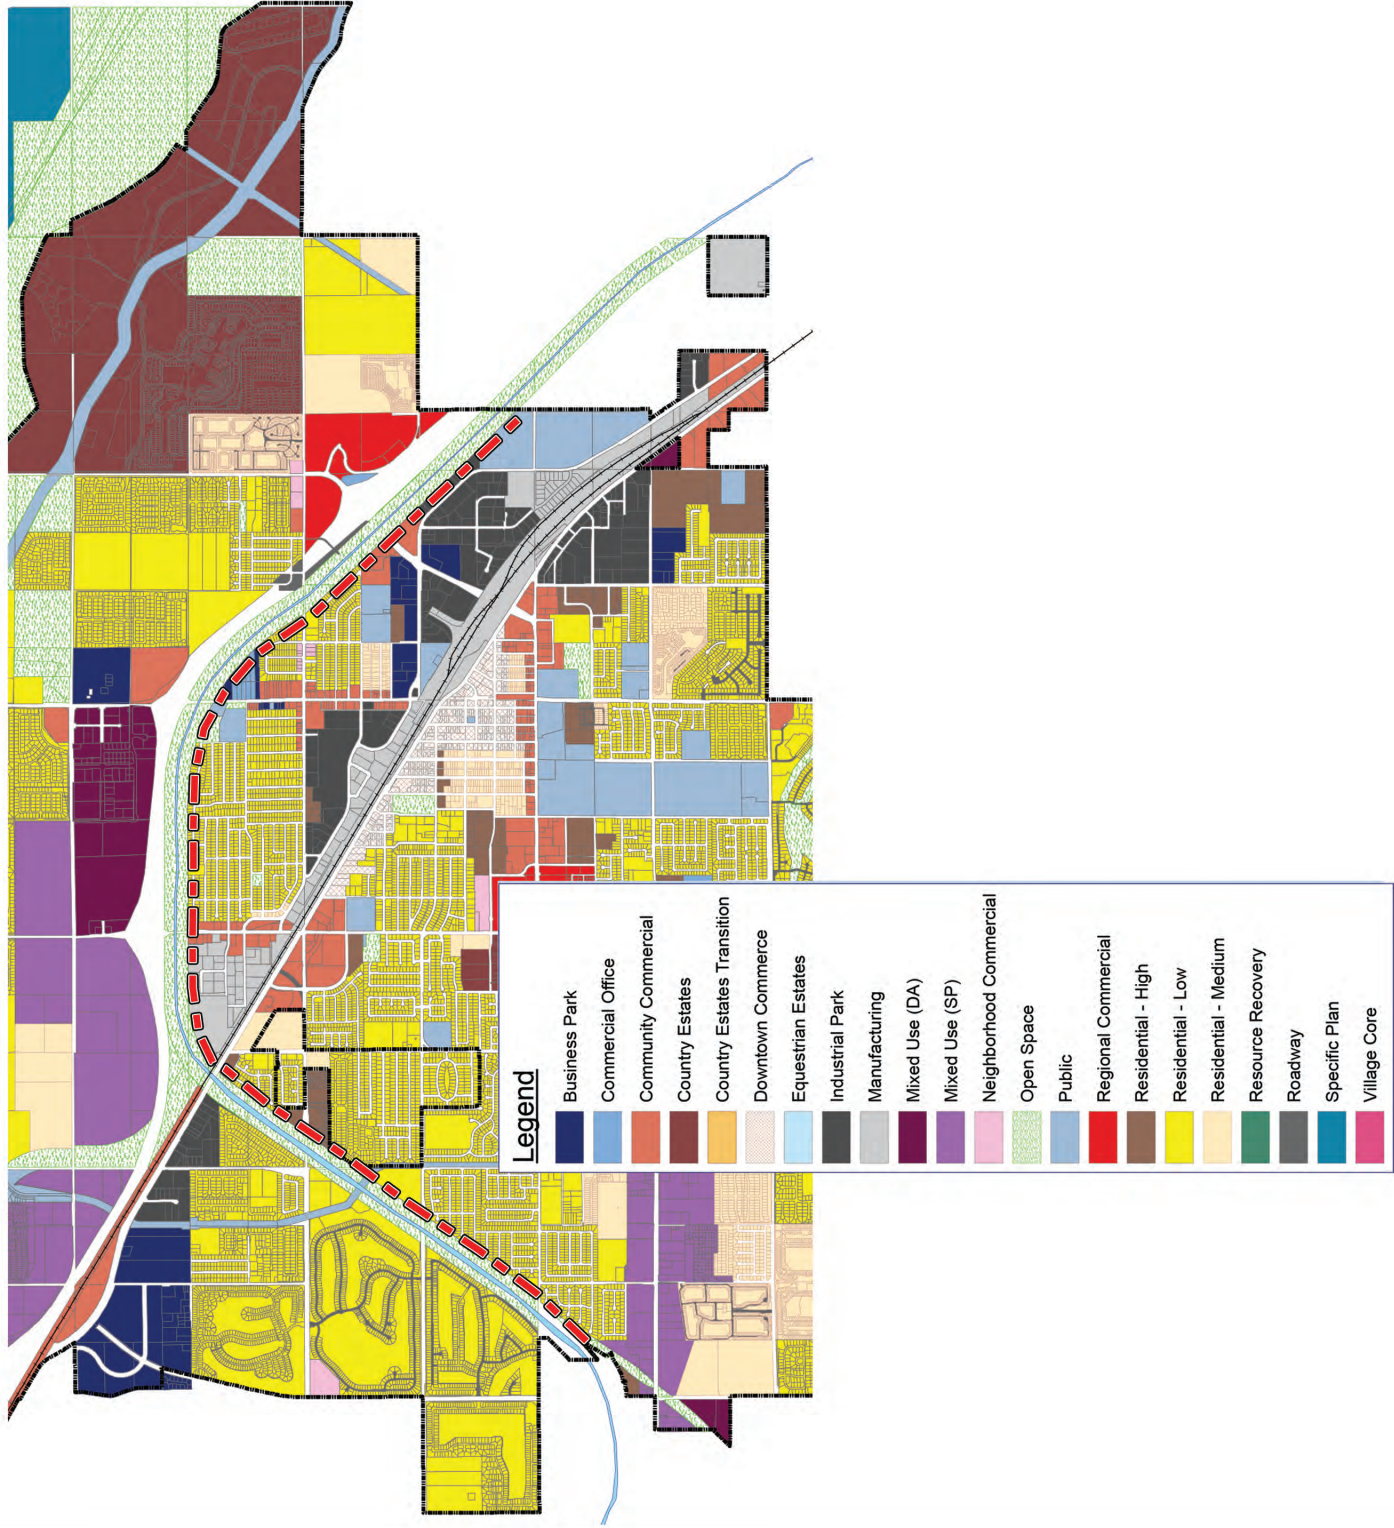 Legend
Business Park
Commercial Office
Community Commercial
Country Estates
Country Estates Transition
Downtown Commerce
Equestrian Estates
Industrial Park
Manufacturing
Mixed Use (DA)
Mixed Use (SP)
Neighborhood Commercial
Open Space
Public
Regional Commercial
Residential - High
Residential - Low
Residential - Medium
Resource Recovery
Roadway
Specific Plan
Village Core